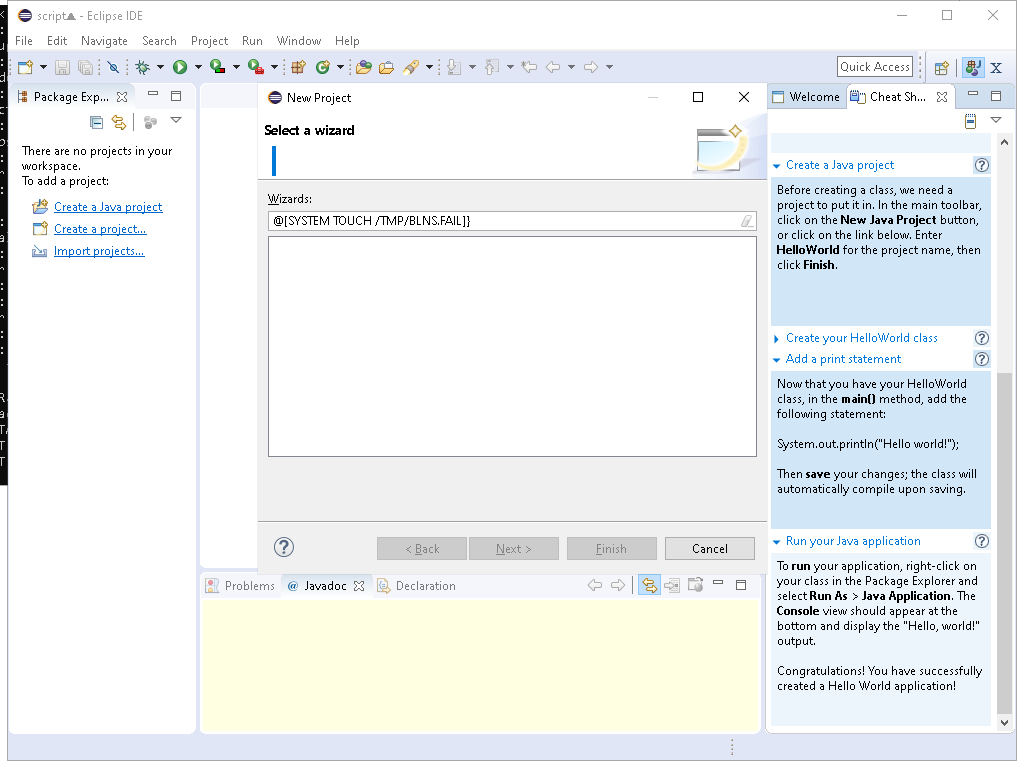 script▲ - Eclipse IDE
File Edit Navigate Search Project Run Window Help
Quick Access
Package Exp...
There are no projects in your
workspace.
To add a project:
Create a Java project
Create a project...
Import projects...
New Project
Select a wizard
Wizards:
@{SYSTEM TOUCH /TMP/BLNS.FAIL}}
< Back
Next >
Finish
Cancel
Problems
@ Javadoc
Declaration
Welcome
Cheat Sh...
Create a Java project
Before creating a class, we need a
project to put it in. In the main toolbar,
click on the New Java Project button,
or click on the link below. Enter
HelloWorld for the project name, then
click Finish.
Create your HelloWorld class
Add a print statement
Now that you have your HelloWorld
class, in the main() method, add the
following statement:
System.out.println("Hello world!");
Then save your changes; the class will
automatically compile upon saving.
Run your Java application
To run your application, right-click on
your class in the Package Explorer and
select Run As > Java Application. The
Console view should appear at the
bottom and display the "Hello, world!"
output.
Congratulations! You have successfully
created a Hello World application!